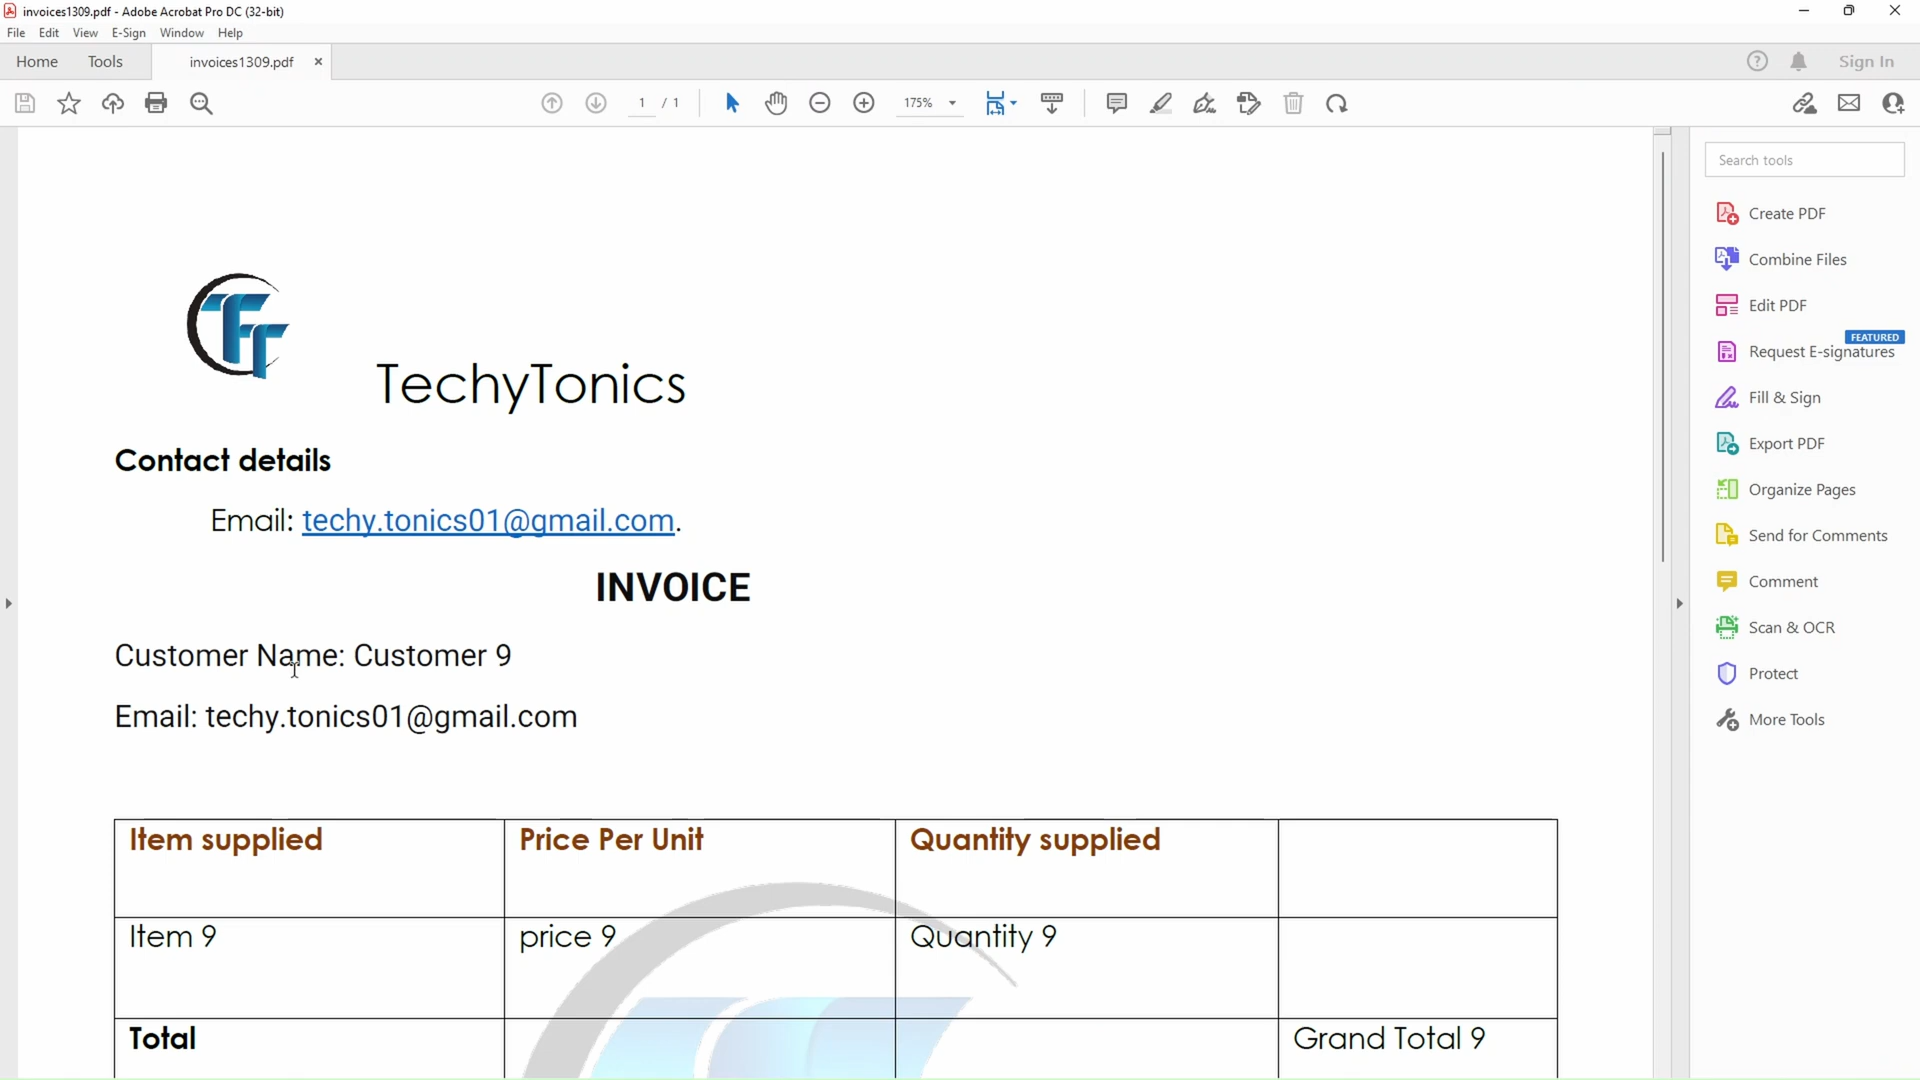 invoices1309.pdf - Adobe Acrobat Pro DC (32-bit)
File Edit View E-Sign Window Help
Home Tools invoices1309.pdf × Sign In
1 / 1 175%
Search tools
Create PDF
Combine Files
Edit PDF
FEATURED
Request E-signatures
Fill & Sign
Export PDF
Organize Pages
Send for Comments
Comment
Scan & OCR
Protect
More Tools
TechyTonics
Contact details
Email: techy.tonics01@gmail.com.
INVOICE
Customer Name: Customer 9
Email: techy.tonics01@gmail.com
Item supplied Price Per Unit Quantity supplied
Item 9 price 9 Quantity 9
Total Grand Total 9